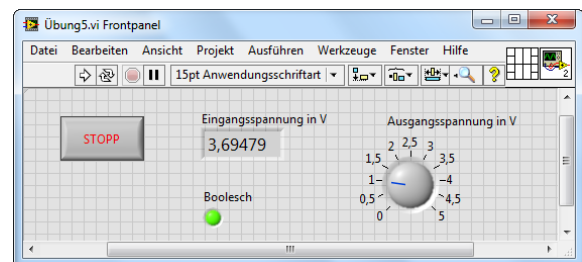 Übung5.vi Frontpanel
Datei Bearbeiten Ansicht Projekt Ausführen Werkzeuge Fenster Hilfe
15pt Anwendungsschriftart
2
STOPP
Eingangsspannung in V
3,69479
Boolesch
Ausgangsspannung in V
2 2,5 3
1,5 3,5
1 4
0,5 4,5
0 5